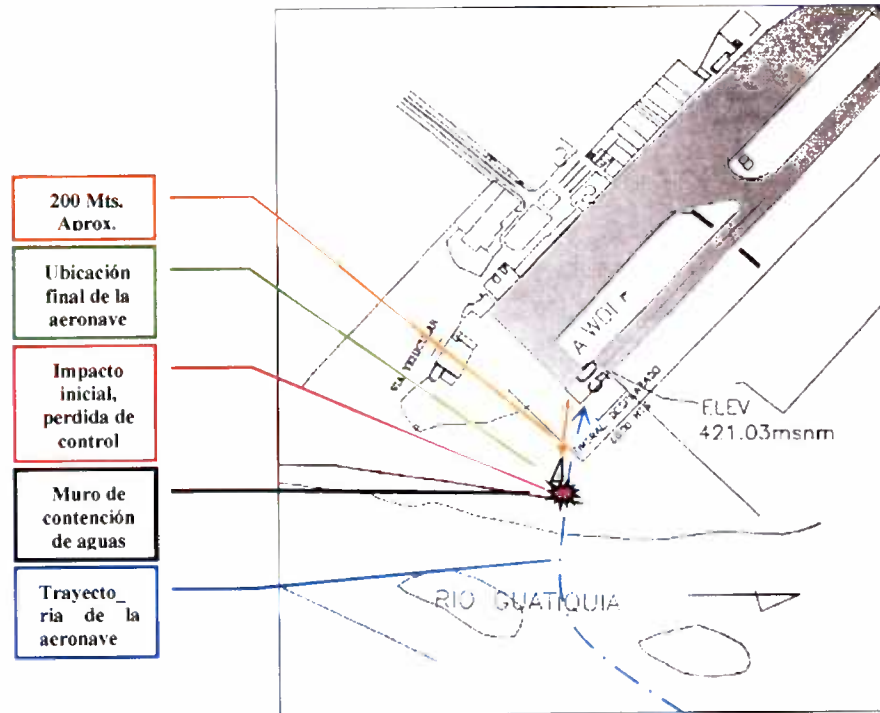 200 Mts.
Aprox.
Ubicación
final de la
aeronave
Impacto
inicial,
perdida de
control
Muro de
contención
de aguas
Trayecto_
ria de la
aeronave
B
A
05
ELEV
421.03msnm
RIO GUATIQUIA